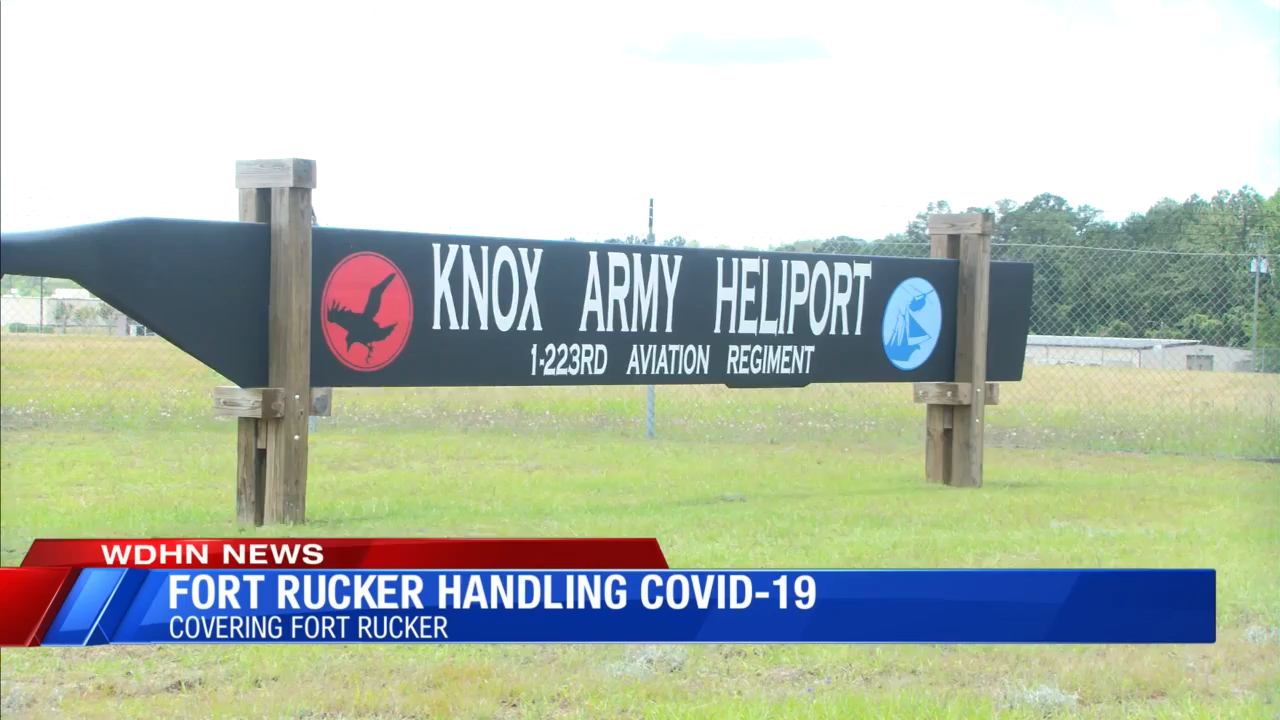 KNOX ARMY HELIPORT
1-223RD AVIATION REGIMENT
WDHN NEWS
FORT RUCKER HANDLING COVID-19
COVERING FORT RUCKER